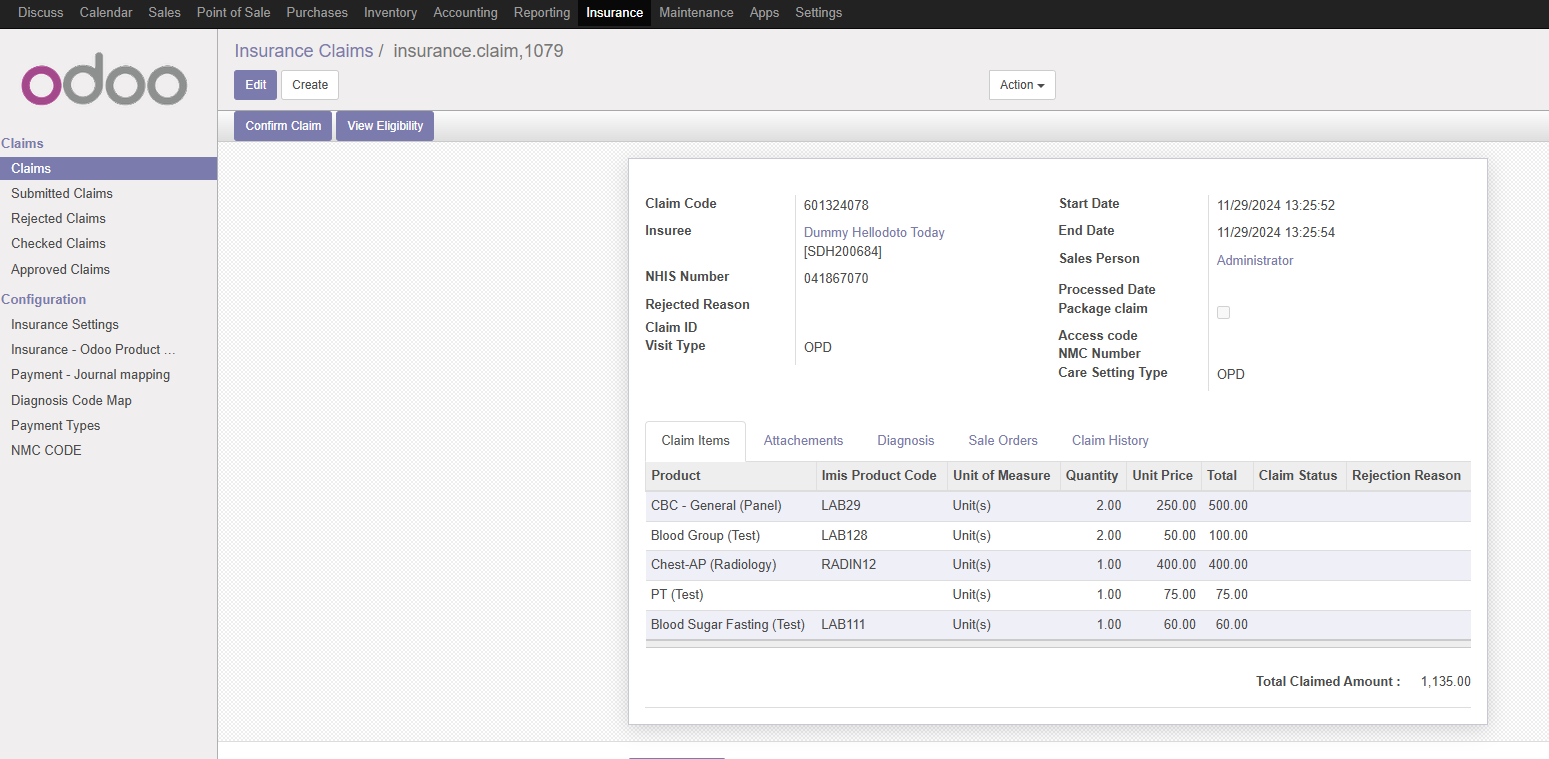 Discuss Calendar Sales Point of Sale Purchases Inventory Accounting Reporting Insurance Maintenance Apps Settings
odoo
Insurance Claims / insurance.claim,1079
Edit Create Action
Confirm Claim View Eligibility
Claims
Claims
Submitted Claims
Rejected Claims
Checked Claims
Approved Claims
Configuration
Insurance Settings
Insurance - Odoo Product ...
Payment - Journal mapping
Diagnosis Code Map
Payment Types
NMC CODE
Claim Code 601324078
Insuree Dummy Hellodoto Today
[SDH200684]
NHIS Number 041867070
Rejected Reason
Claim ID
Visit Type OPD
Start Date 11/29/2024 13:25:52
End Date 11/29/2024 13:25:54
Sales Person Administrator
Processed Date
Package claim
Access code
NMC Number
Care Setting Type OPD
Claim Items Attachements Diagnosis Sale Orders Claim History
Product Imis Product Code Unit of Measure Quantity Unit Price Total Claim Status Rejection Reason
CBC - General (Panel) LAB29 Unit(s) 2.00 250.00 500.00
Blood Group (Test) LAB128 Unit(s) 2.00 50.00 100.00
Chest-AP (Radiology) RADIN12 Unit(s) 1.00 400.00 400.00
PT (Test) Unit(s) 1.00 75.00 75.00
Blood Sugar Fasting (Test) LAB111 Unit(s) 1.00 60.00 60.00
Total Claimed Amount : 1,135.00